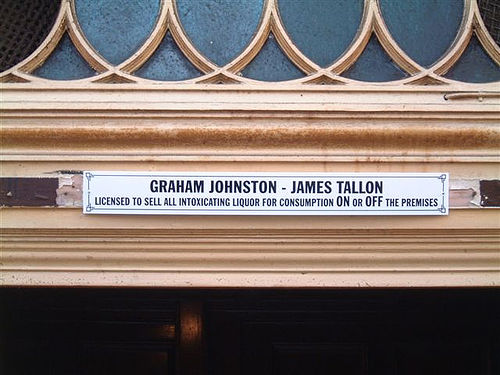 GRAHAM JOHNSTON - JAMES TALLON
LICENSED TO SELL ALL INTOXICATING LIQUOR FOR CONSUMPTION ON OR OFF THE PREMISES